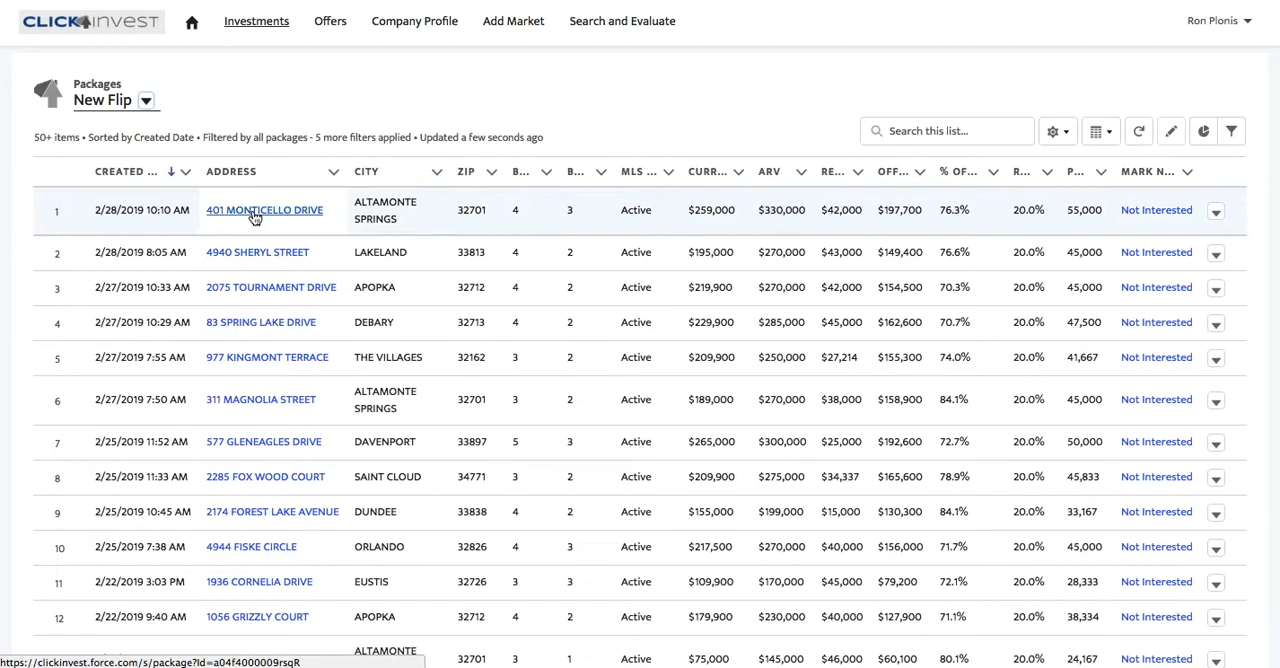 CLICK4INVEST Investments Offers Company Profile Add Market Search and Evaluate Ron Plonis
Packages
New Flip
50+ items • Sorted by Created Date • Filtered by all packages - 5 more filters applied • Updated a few seconds ago
Search this list...
CREATED ... ADDRESS CITY ZIP B... B... MLS ... CURR... ARV RE... OFF... % OF... R... P... MARK N...
1 2/28/2019 10:10 AM 401 MONTICELLO DRIVE ALTAMONTE SPRINGS 32701 4 3 Active $259,000 $330,000 $42,000 $197,700 76.3% 20.0% 55,000 Not Interested
2 2/28/2019 8:05 AM 4940 SHERYL STREET LAKELAND 33813 4 2 Active $195,000 $270,000 $43,000 $149,400 76.6% 20.0% 45,000 Not Interested
3 2/27/2019 10:33 AM 2075 TOURNAMENT DRIVE APOPKA 32712 4 2 Active $219,900 $270,000 $42,000 $154,500 70.3% 20.0% 45,000 Not Interested
4 2/27/2019 10:29 AM 83 SPRING LAKE DRIVE DEBARY 32713 4 2 Active $229,900 $285,000 $45,000 $162,600 70.7% 20.0% 47,500 Not Interested
5 2/27/2019 7:55 AM 977 KINGMONT TERRACE THE VILLAGES 32162 3 2 Active $209,900 $250,000 $27,214 $155,300 74.0% 20.0% 41,667 Not Interested
6 2/27/2019 7:50 AM 311 MAGNOLIA STREET ALTAMONTE SPRINGS 32701 3 2 Active $189,000 $270,000 $38,000 $158,900 84.1% 20.0% 45,000 Not Interested
7 2/25/2019 11:52 AM 577 GLENEAGLES DRIVE DAVENPORT 33897 5 3 Active $265,000 $300,000 $25,000 $192,600 72.7% 20.0% 50,000 Not Interested
8 2/25/2019 11:33 AM 2285 FOX WOOD COURT SAINT CLOUD 34771 3 2 Active $209,900 $275,000 $34,337 $165,600 78.9% 20.0% 45,833 Not Interested
9 2/25/2019 10:45 AM 2174 FOREST LAKE AVENUE DUNDEE 33838 4 2 Active $155,000 $199,000 $15,000 $130,300 84.1% 20.0% 33,167 Not Interested
10 2/25/2019 7:38 AM 4944 FISKE CIRCLE ORLANDO 32826 4 3 Active $217,500 $270,000 $40,000 $156,000 71.7% 20.0% 45,000 Not Interested
11 2/22/2019 3:03 PM 1936 CORNELIA DRIVE EUSTIS 32726 3 3 Active $109,900 $170,000 $45,000 $79,200 72.1% 20.0% 28,333 Not Interested
12 2/22/2019 9:40 AM 1056 GRIZZLY COURT APOPKA 32712 4 2 Active $179,900 $230,000 $40,000 $127,900 71.1% 20.0% 38,334 Not Interested
ALTAMONTE 32701 3 1 Active $75,000 $145,000 $46,000 $60,100 80.1% 20.0% 24,167 Not Interested
https://clickinvest.force.com/s/package?Id=a04f4000009rsqR